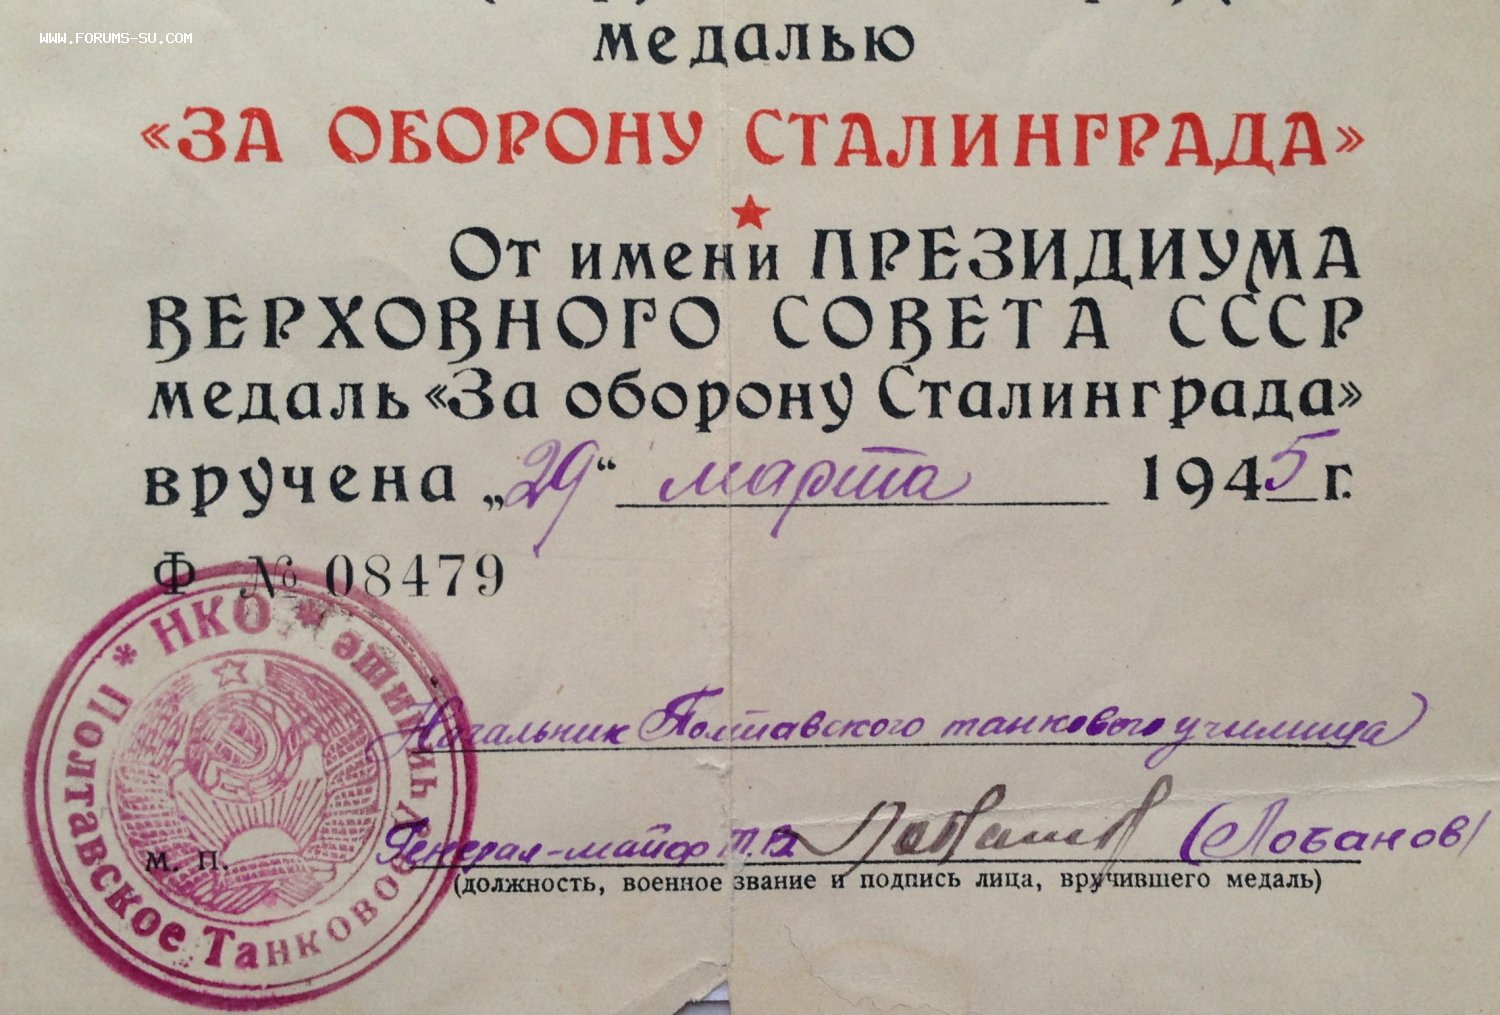 WWW.FORUMS-SU.COM
медалью
«ЗА ОБОРОНУ СТАЛИНГРАДА»
От имени ПРЕЗИДИУМА
ВЕРХОВНОГО СОВЕТА СССР
медаль «За оборону Сталинграда»
вручена „29“ марта 1945 г.
Ф № 08479
* НКО *
Полтавское Танковое Училище
Начальник Полтавского танкового училища
Генерал-майор т.в. (Лобанов)
м. п.
(должность, военное звание и подпись лица, вручившего медаль)